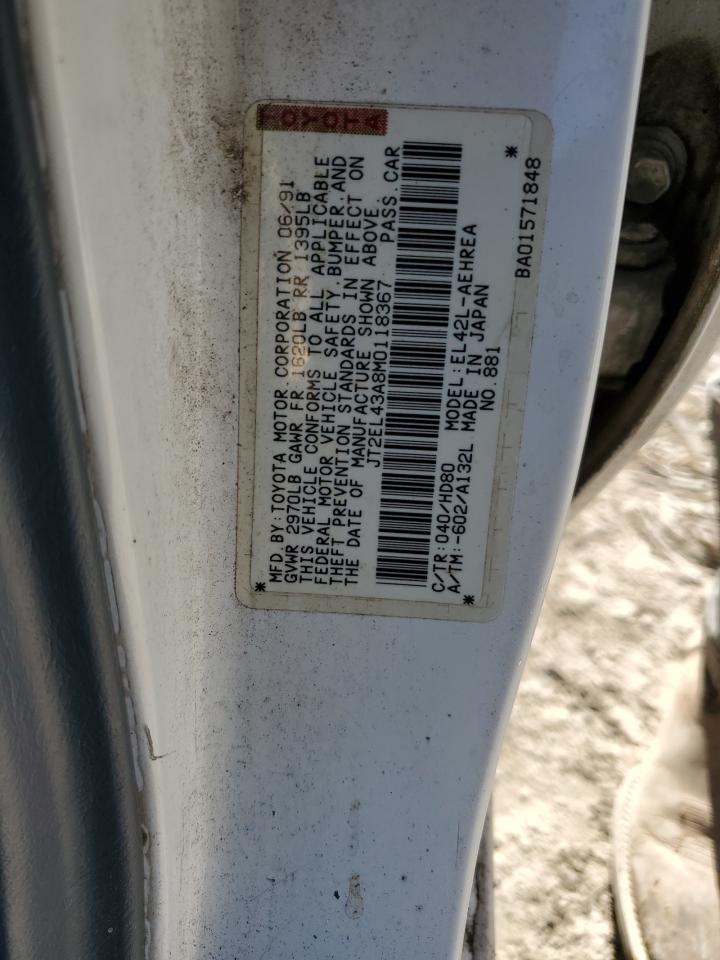 TOYOTA
MFD.BY:TOYOTA MOTOR CORPORATION 06/91
GVWR 2970LB GAWR FR 1620LB RR 1395LB
THIS VEHICLE CONFORMS TO ALL APPLICABLE
FEDERAL MOTOR VEHICLE SAFETY,BUMPER,AND
THEFT PREVENTION STANDARDS IN EFFECT ON
THE DATE OF MANUFACTURE SHOWN ABOVE.
JT2EL43A8M0118367 PASS.CAR
C/TR:040/HD80 MODEL:EL42L-AEHREA
A/TM:-602/A132L MADE IN JAPAN
* NO.881 *
BA01571848